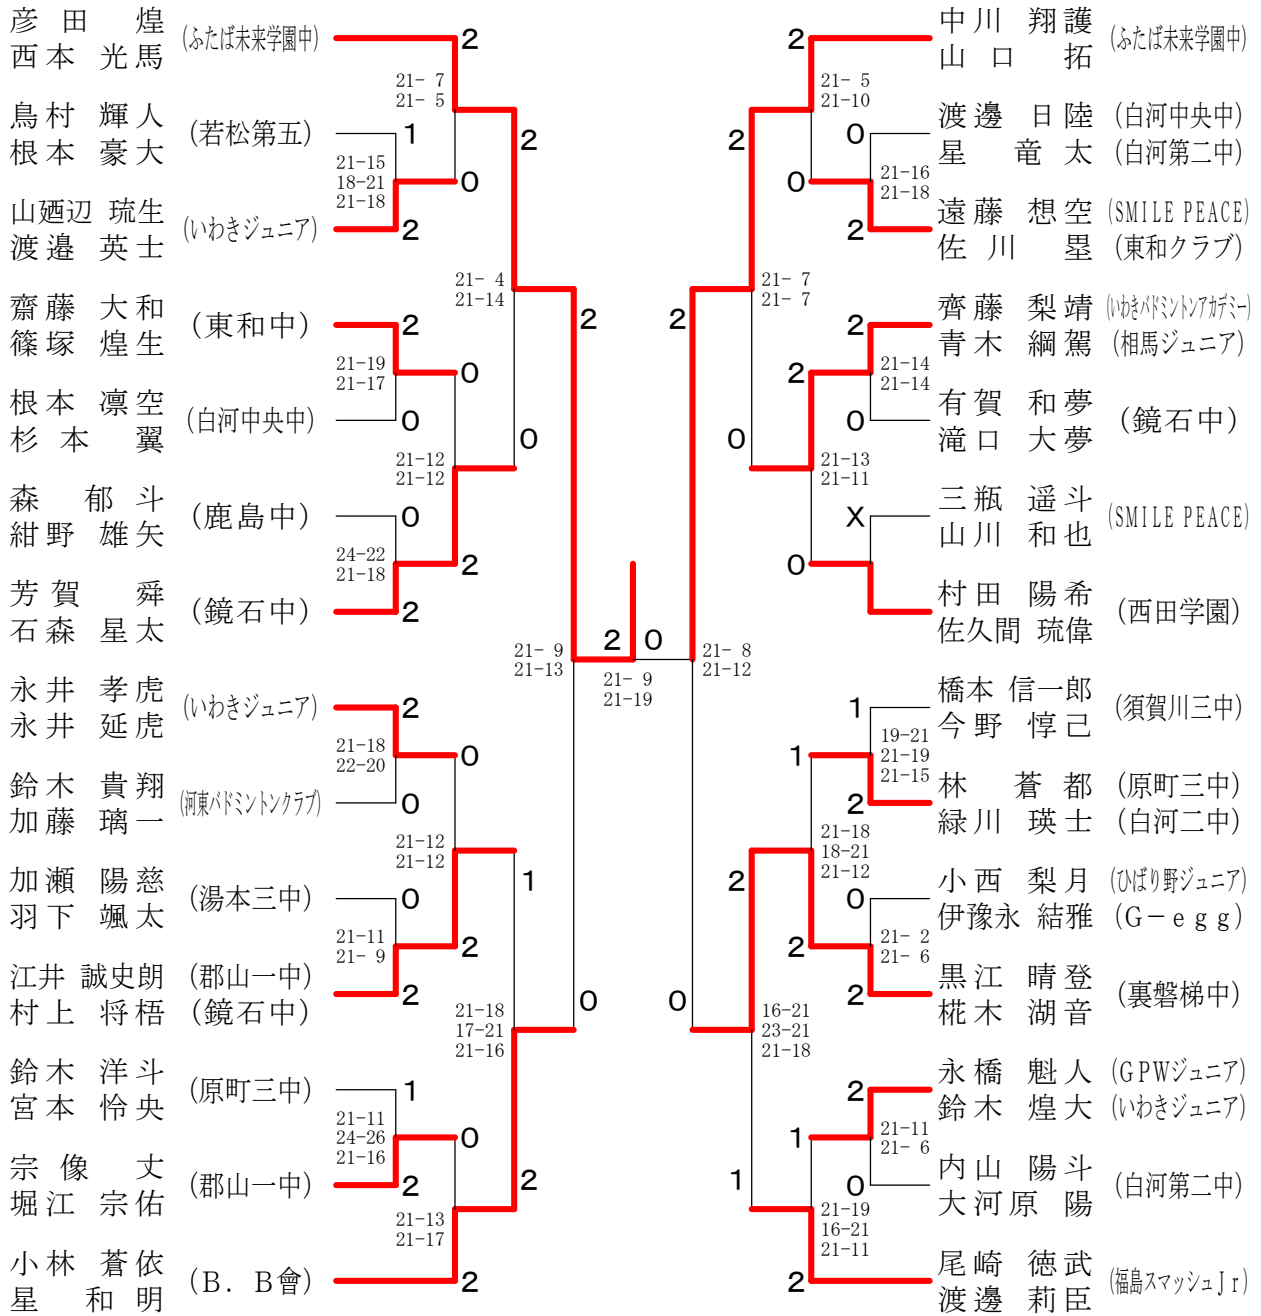 彦田 煌
西本 光馬
(ふたば未来学園中)
2
21- 7
21- 5
2
鳥村 輝人
根本 豪大
(若松第五)
1
21-15
18-21
21-18
0
山廼辺 琉生
渡邉 英士
(いわきジュニア)
2
21- 4
21-14
2
齋藤 大和
篠塚 煌生
(東和中)
2
21-19
21-17
0
根本 凛空
杉本 翼
(白河中央中)
0
21-12
21-12
0
森 郁斗
紺野 雄矢
(鹿島中)
0
24-22
21-18
2
芳賀 舜
石森 星太
(鏡石中)
2
21- 9
21-13
永井 孝虎
永井 延虎
(いわきジュニア)
2
21-18
22-20
0
鈴木 貴翔
加藤 璃一
(河東バドミントンクラブ)
0
21-12
21-12
1
加瀬 陽慈
羽下 颯太
(湯本三中)
0
21-11
21- 9
2
江井 誠史朗
村上 将梧
(郡山一中)
(鏡石中)
2
21-18
17-21
21-16
0
鈴木 洋斗
宮本 怜央
(原町三中)
1
21-11
24-26
21-16
0
宗像 丈
堀江 宗佑
(郡山一中)
2
21-13
21-17
2
小林 蒼依
星 和明
(B.B會)
2
2 0
21- 9
21-19
中川 翔護
山口 拓
(ふたば未来学園中)
2
21- 5
21-10
2
渡邊 日陸
星 竜太
(白河中央中)
(白河第二中)
0
21-16
21-18
0
遠藤 想空
佐川 塁
(SMILE PEACE)
(東和クラブ)
2
21- 7
21- 7
2
齊藤 梨靖
青木 綱駕
(いわきバドミントンアカデミー)
(相馬ジュニア)
2
21-14
21-14
2
有賀 和夢
滝口 大夢
(鏡石中)
0
21-13
21-11
0
三瓶 遥斗
山川 和也
(SMILE PEACE)
X
0
村田 陽希
佐久間 琉偉
(西田学園)
21- 8
21-12
橋本 信一郎
今野 惇己
(須賀川三中)
1
19-21
21-19
21-15
1
林 蒼都
緑川 瑛士
(原町三中)
(白河二中)
2
21-18
18-21
21-12
2
小西 梨月
伊豫永 結雅
(ひばり野ジュニア)
(G-egg)
0
21- 2
21- 6
2
黒江 晴登
椛木 湖音
(裏磐梯中)
2
16-21
23-21
21-18
0
永橋 魁人
鈴木 煌大
(GPWジュニア)
(いわきジュニア)
2
21-11
21- 6
1
内山 陽斗
大河原 陽
(白河第二中)
0
21-19
16-21
21-11
1
尾崎 徳武
渡邊 莉臣
(福島スマッシュJr)
2